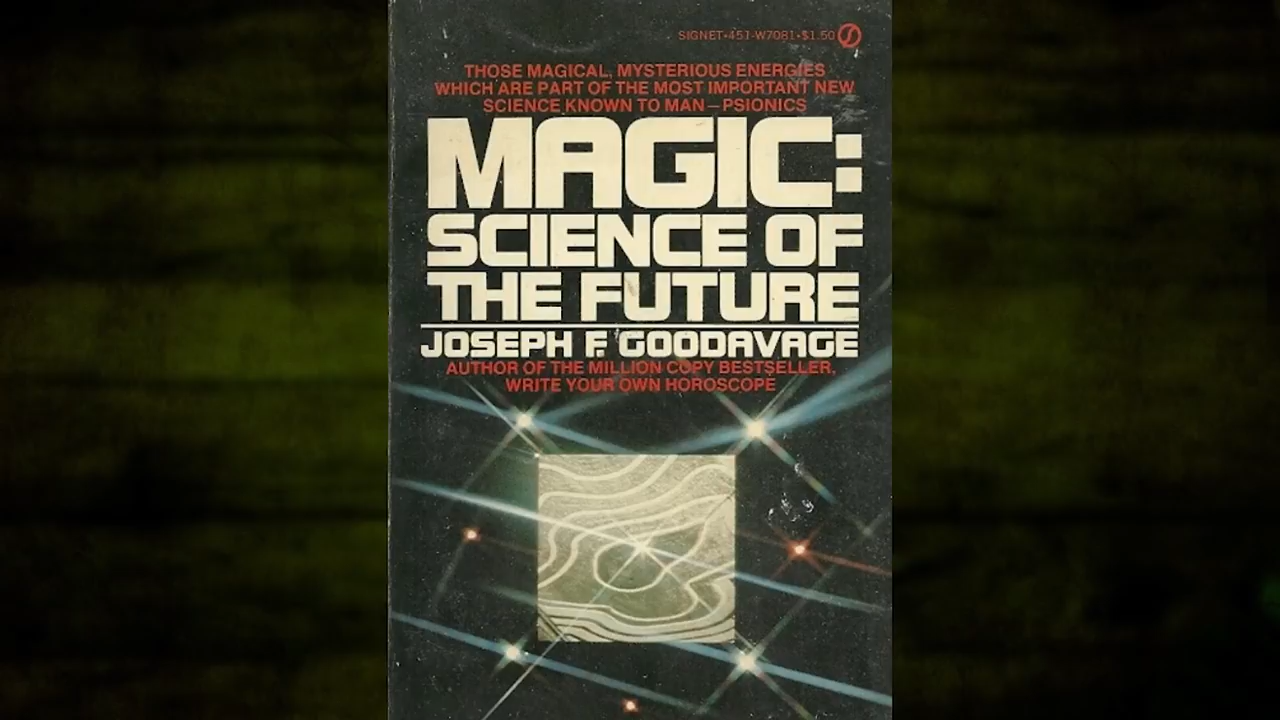 SIGNET•451-W7081•$1.50
THOSE MAGICAL, MYSTERIOUS ENERGIES
WHICH ARE PART OF THE MOST IMPORTANT NEW
SCIENCE KNOWN TO MAN—PSIONICS
MAGIC:
SCIENCE OF
THE FUTURE
JOSEPH F. GOODAVAGE
AUTHOR OF THE MILLION COPY BESTSELLER,
WRITE YOUR OWN HOROSCOPE